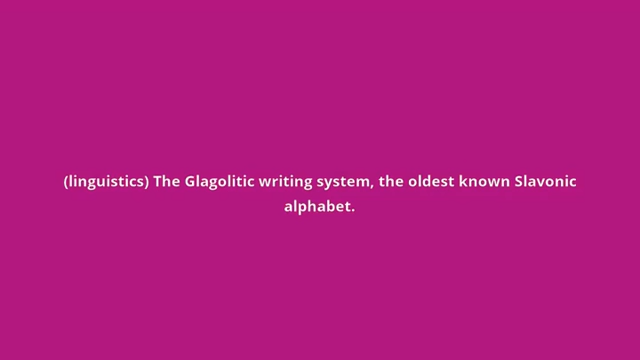 (linguistics) The Glagolitic writing system, the oldest known Slavonic
alphabet.